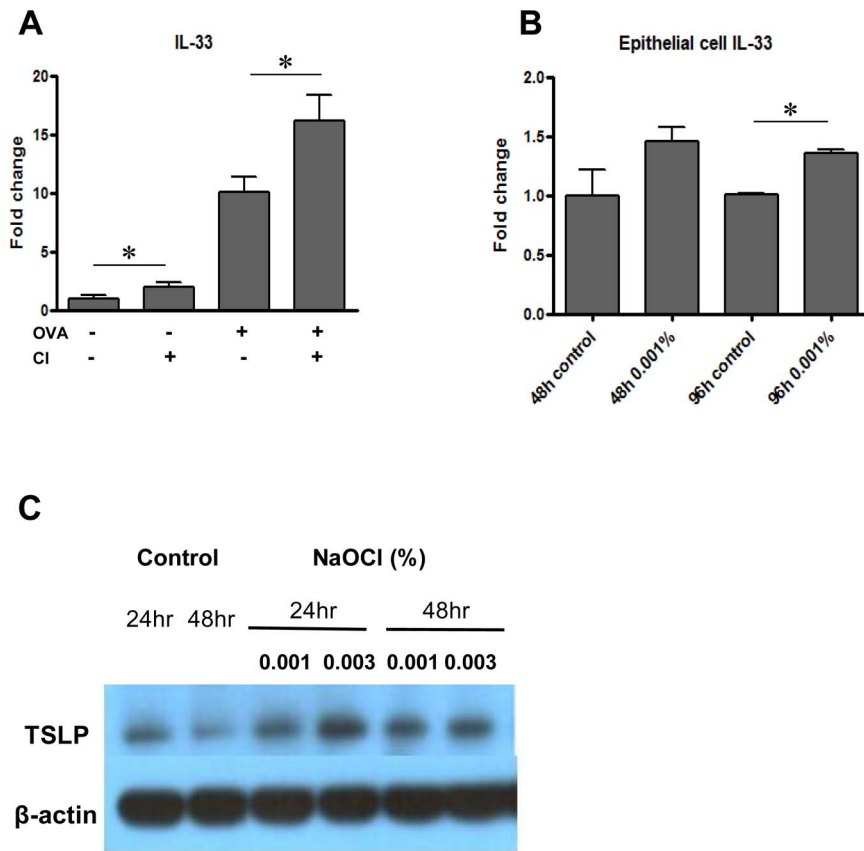 A
IL-33
Fold change
20
15
10
5
0
*
*
OVA - - + +
Cl - + - +
B
Epithelial cell IL-33
Fold change
2.0
1.5
1.0
0.5
0.0
*
48h control
48h 0.001%
96h control
96h 0.001%
C
Control NaOCl (%)
24hr 48hr 24hr 48hr
0.001 0.003 0.001 0.003
TSLP
β-actin